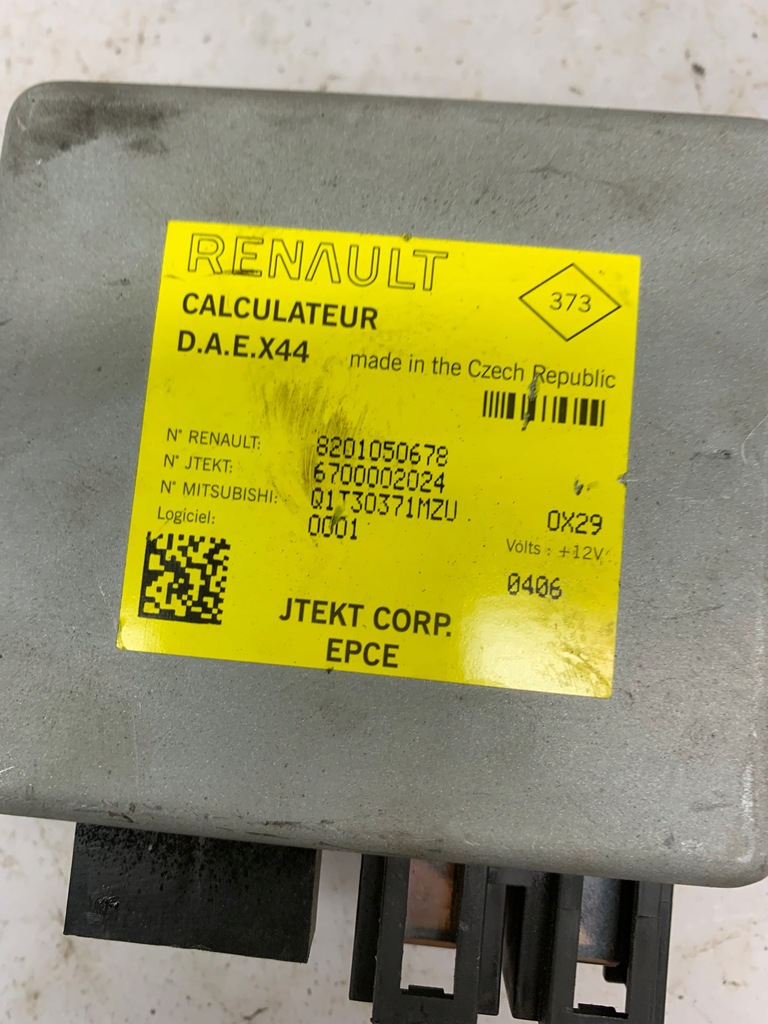 RENAULT
373
CALCULATEUR
D.A.E.X44 made in the Czech Republic
N° RENAULT: 8201050678
N° JTEKT: 6700002024
N° MITSUBISHI: Q1T30371MZU
Logiciel: 0001
0X29
Volts : +12V
0406
JTEKT CORP.
EPCE